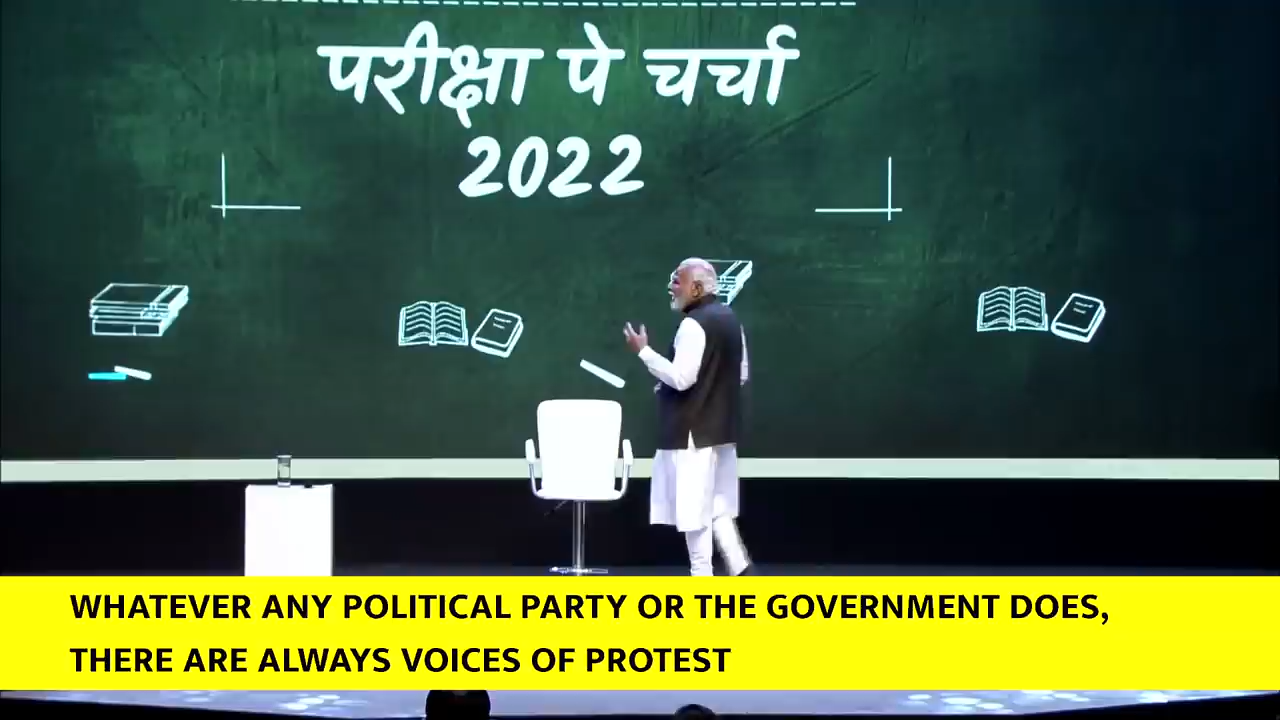 परीक्षा पे चर्चा
2022
WHATEVER ANY POLITICAL PARTY OR THE GOVERNMENT DOES,
THERE ARE ALWAYS VOICES OF PROTEST